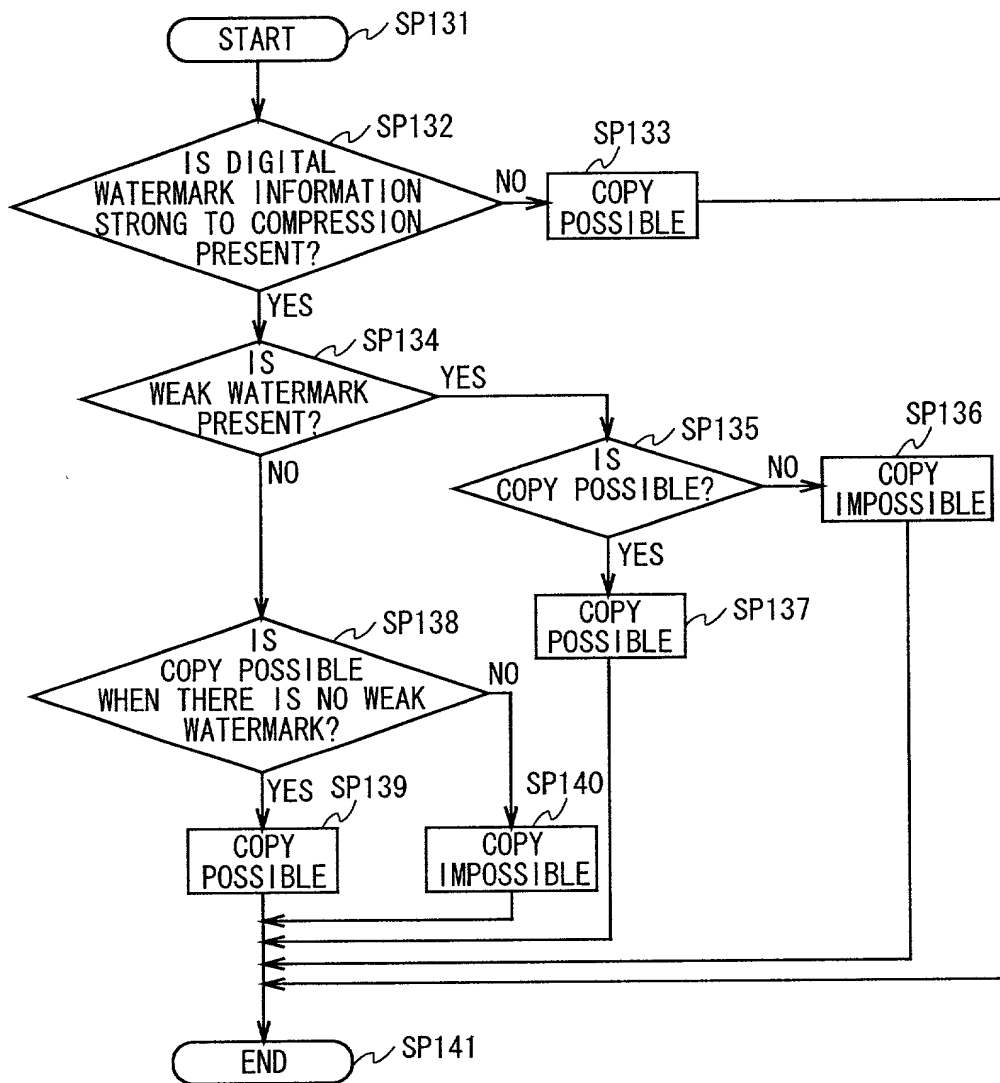 START
SP131
SP132
IS DIGITAL
WATERMARK INFORMATION
STRONG TO COMPRESSION
PRESENT?
NO
SP133
COPY
POSSIBLE
YES
SP134
IS
WEAK WATERMARK
PRESENT?
YES
NO
SP135
IS
COPY POSSIBLE?
NO
SP136
COPY
IMPOSSIBLE
YES
COPY
POSSIBLE
SP137
SP138
IS
COPY POSSIBLE
WHEN THERE IS NO WEAK
WATERMARK?
NO
YES
SP139
COPY
POSSIBLE
SP140
COPY
IMPOSSIBLE
END
SP141